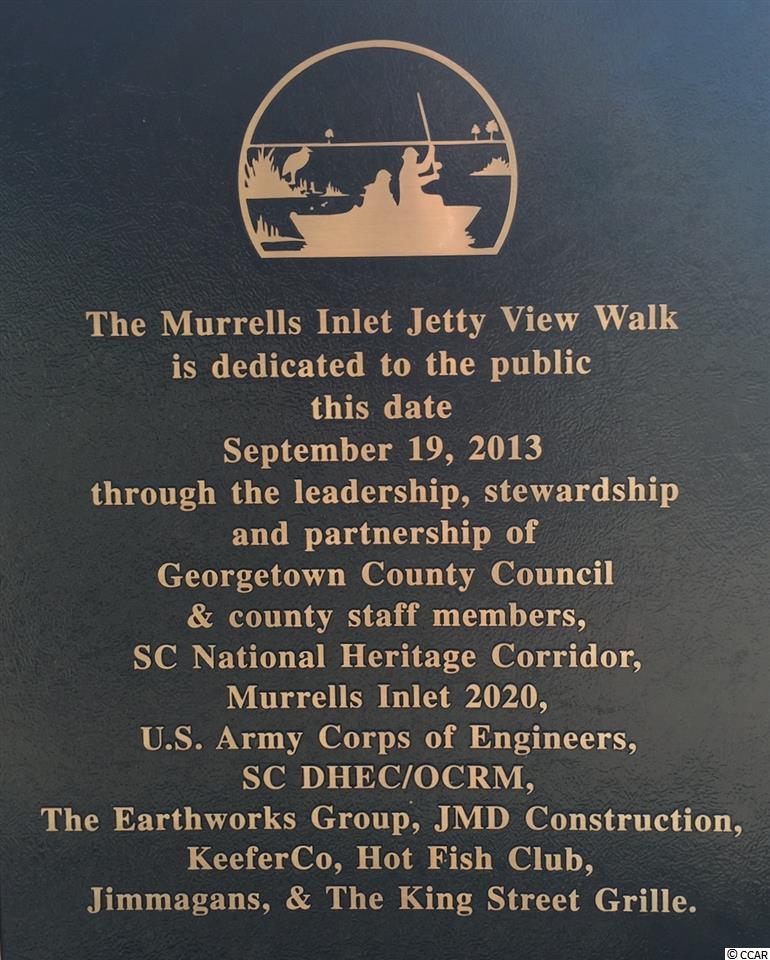 The Murrells Inlet Jetty View Walk
is dedicated to the public
this date
September 19, 2013
through the leadership, stewardship
and partnership of
Georgetown County Council
& county staff members,
SC National Heritage Corridor,
Murrells Inlet 2020,
U.S. Army Corps of Engineers,
SC DHEC/OCRM,
The Earthworks Group, JMD Construction,
KeeferCo, Hot Fish Club,
Jimmagans, & The King Street Grille.
© CCAR